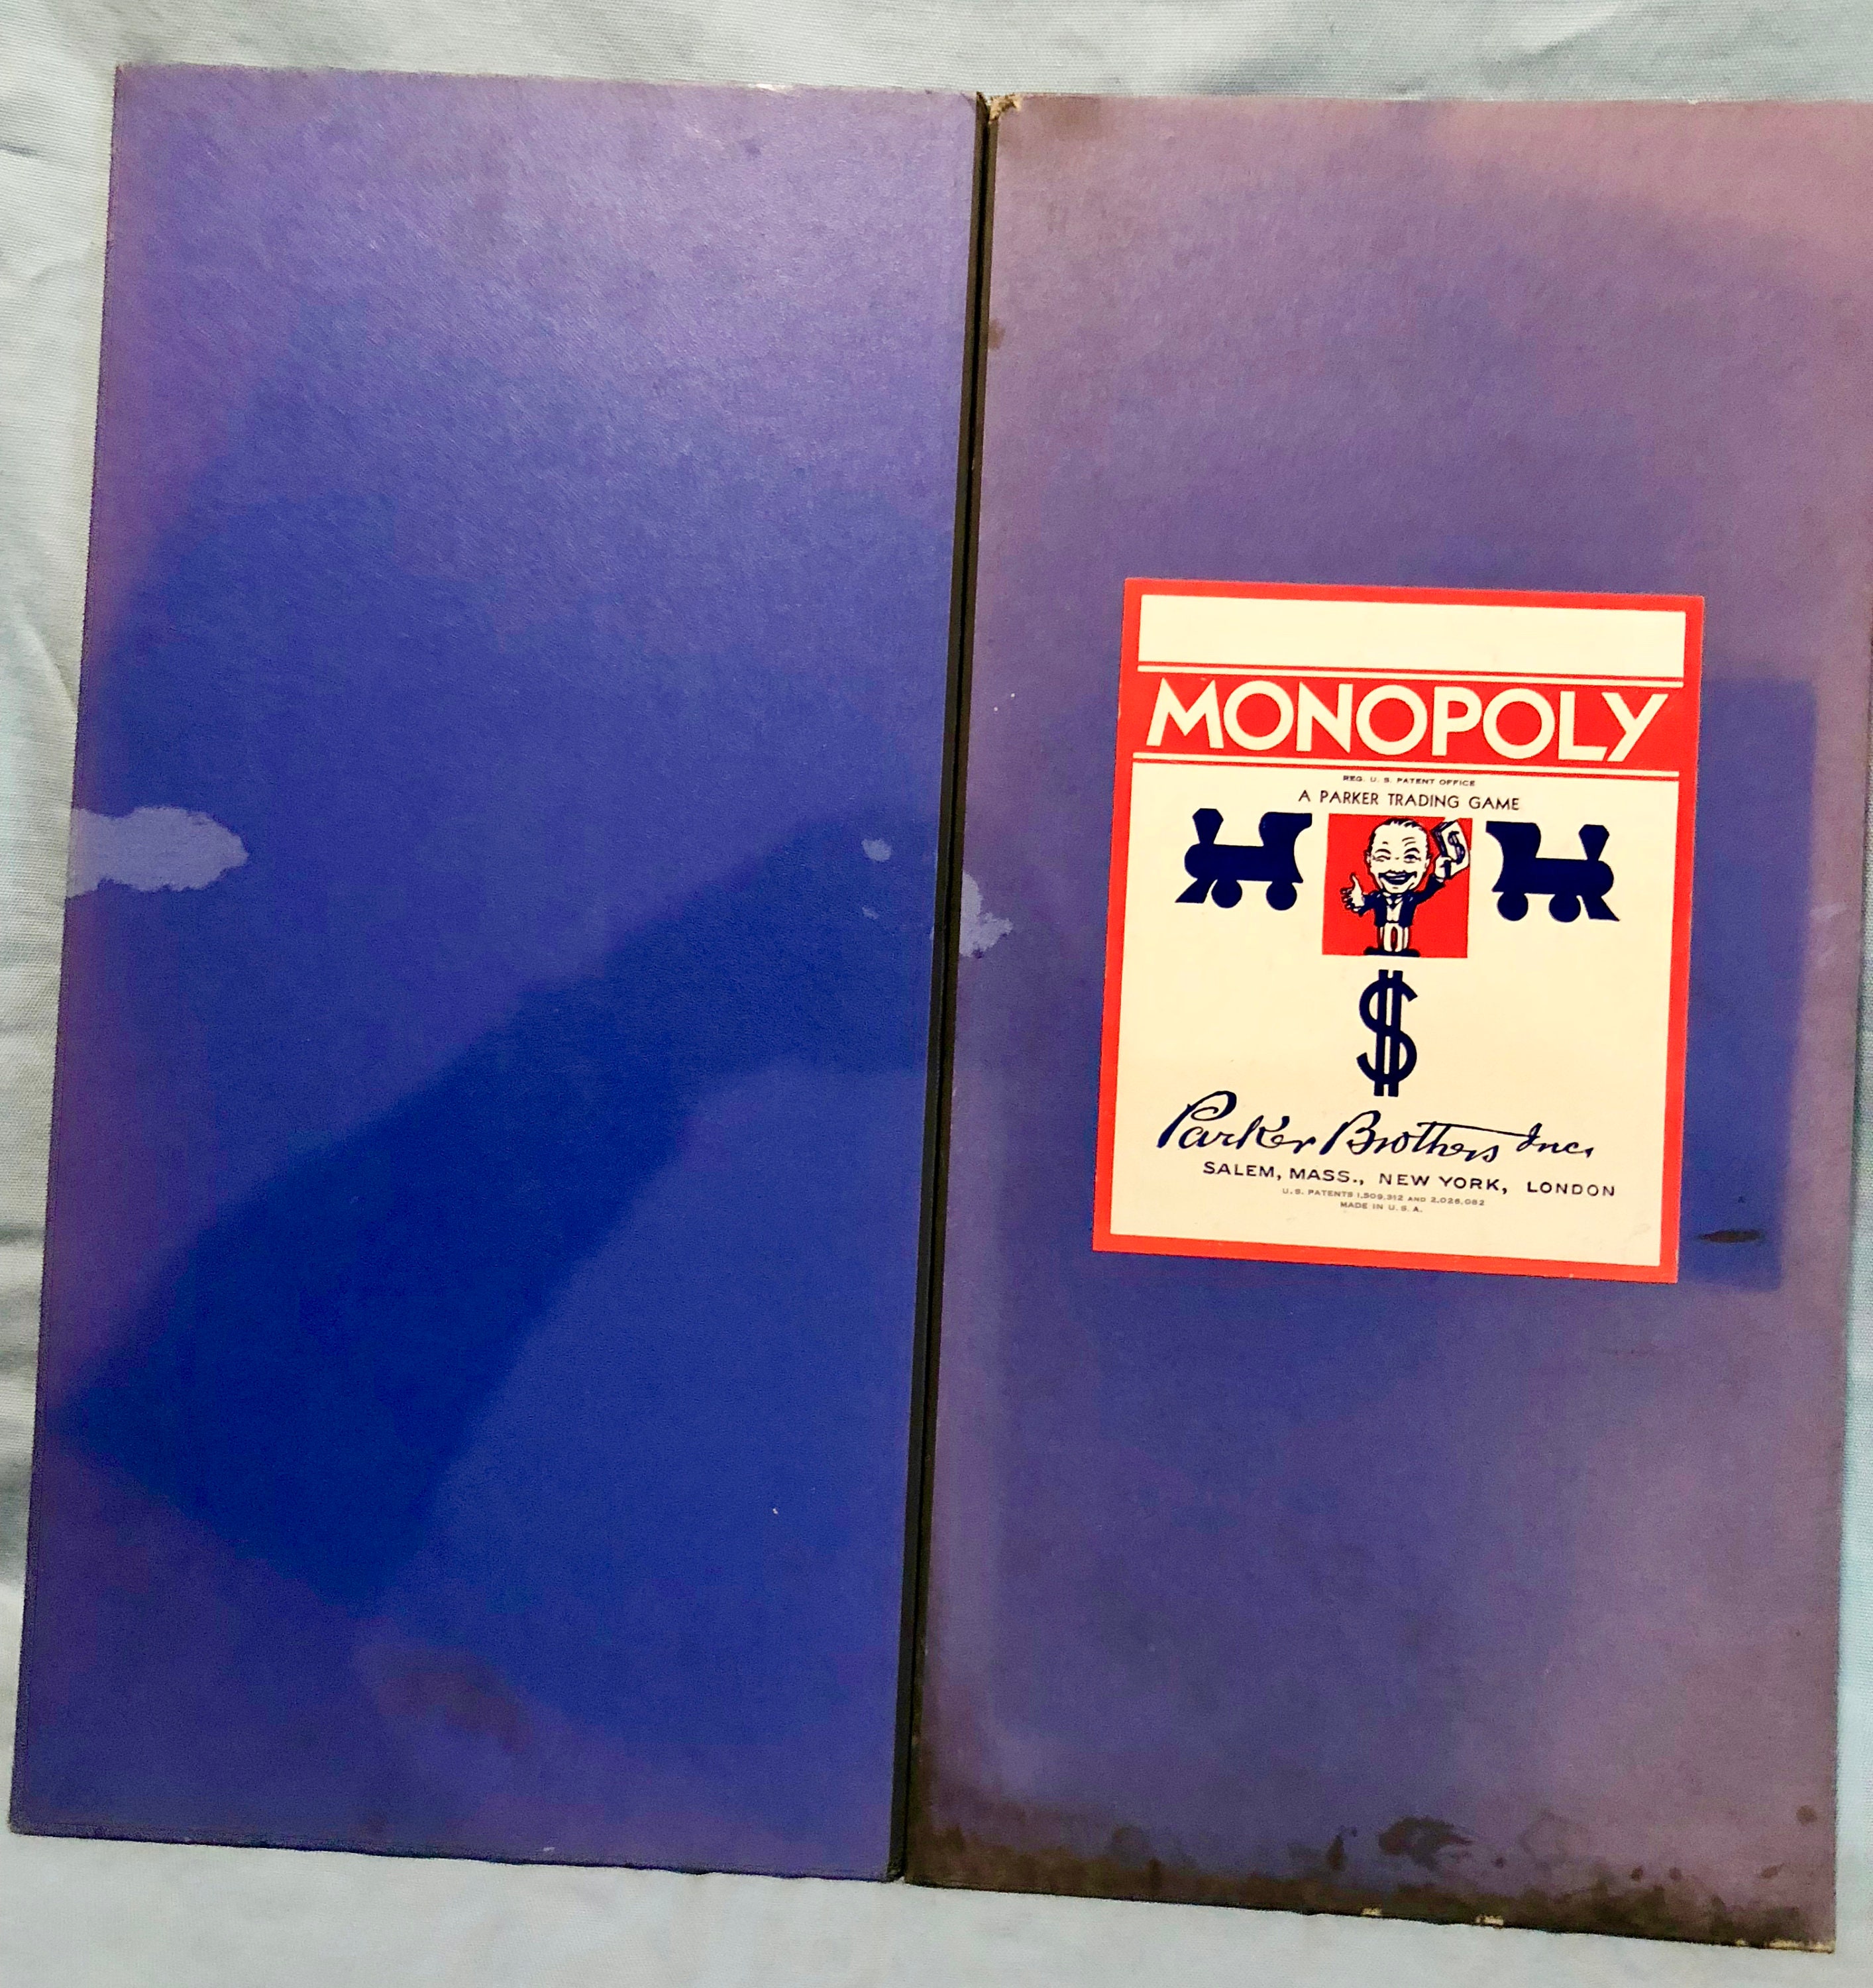 MONOPOLY
REG. U. S. PATENT OFFICE
A PARKER TRADING GAME
$
$
Parker Brothers Inc.
SALEM, MASS., NEW YORK, LONDON
U. S. PATENTS 1,509,312 AND 2,026,082
MADE IN U. S. A.